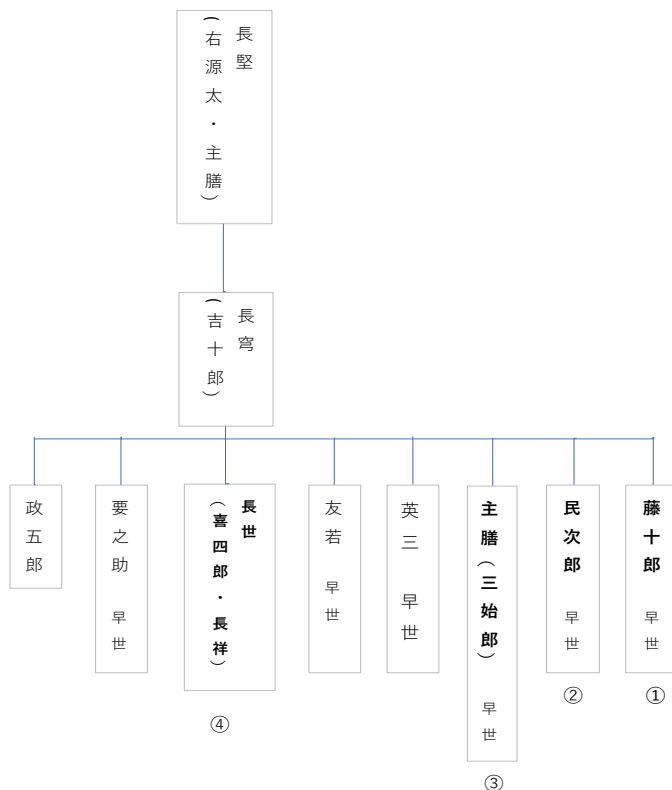 長堅
（右源太・主膳）
長穹
（吉十郎）
藤十郎 早世
①
民次郎 早世
②
主膳（三始郎） 早世
③
英三 早世
友若 早世
長世
（喜四郎・長祥）
④
要之助 早世
政五郎